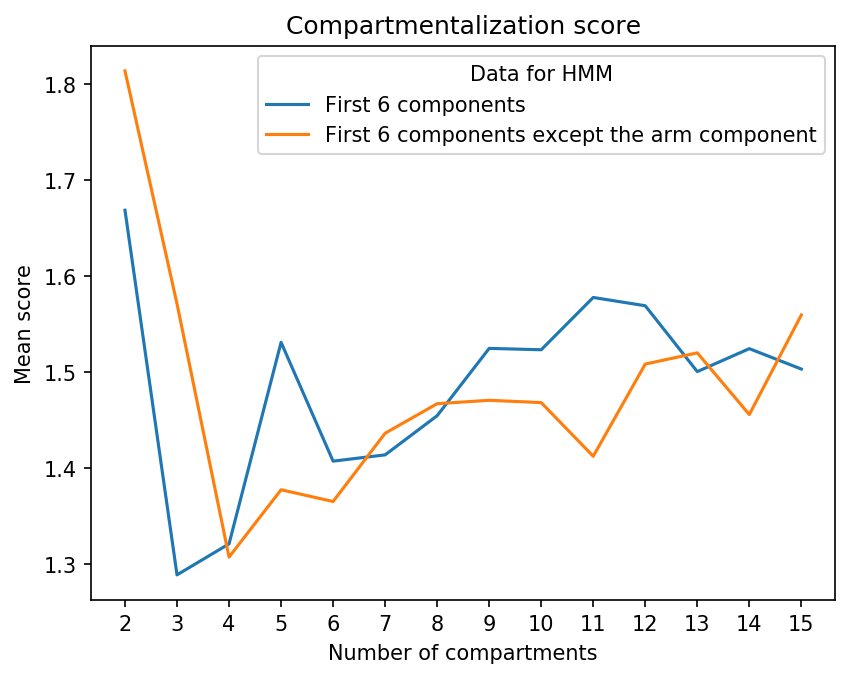 Compartmentalization score
Data for HMM
First 6 components
First 6 components except the arm component
Mean score
1.8
1.7
1.6
1.5
1.4
1.3
2 3 4 5 6 7 8 9 10 11 12 13 14 15
Number of compartments